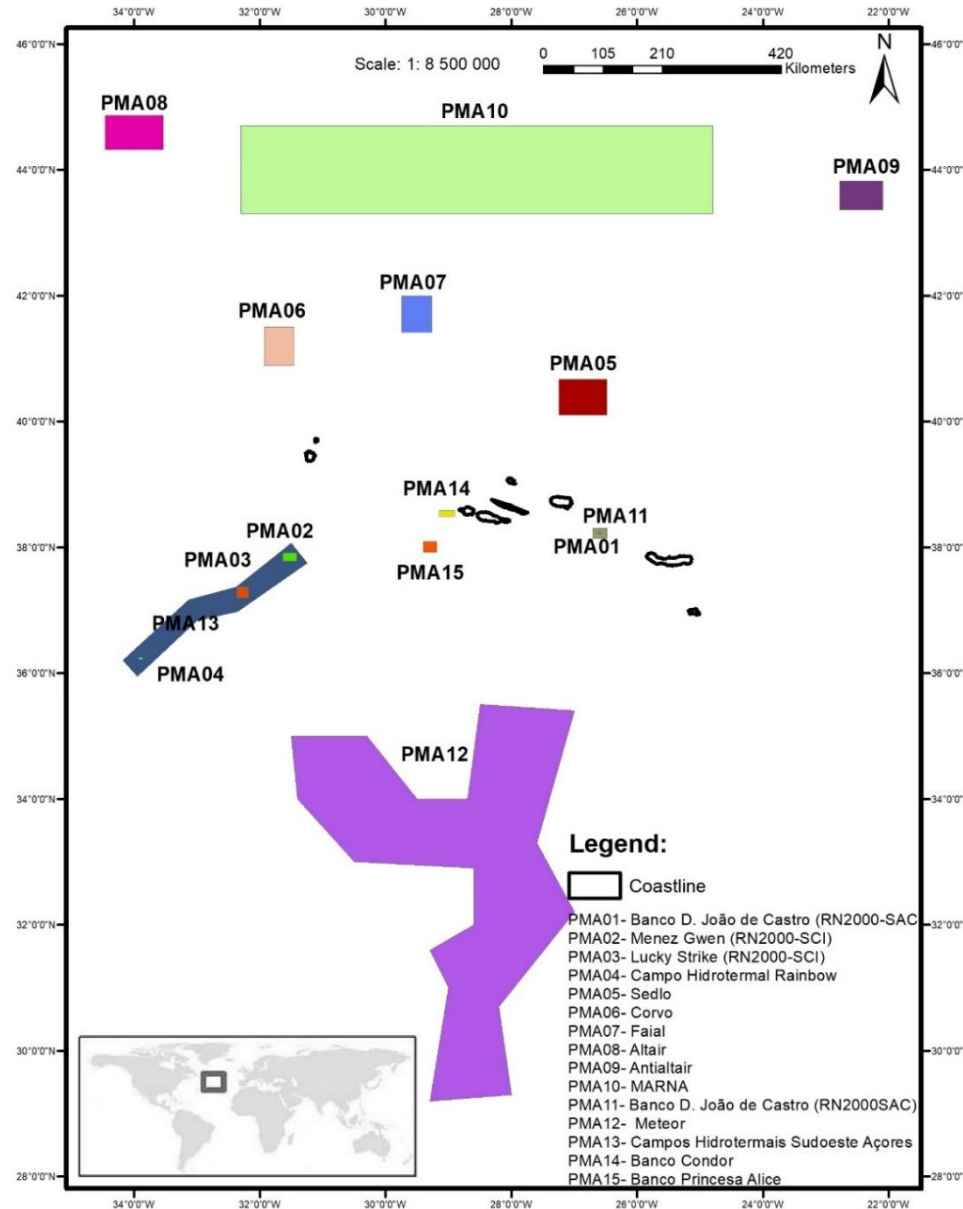 34°0'0"W 32°0'0"W 30°0'0"W 28°0'0"W 26°0'0"W 24°0'0"W 22°0'0"W
46°0'0"N 46°0'0"N
Scale: 1: 8 500 000
0 105 210 420
Kilometers
N
PMA08
PMA10
44°0'0"N 44°0'0"N
PMA09
42°0'0"N 42°0'0"N
PMA07
PMA06
PMA05
40°0'0"N 40°0'0"N
PMA14
PMA11
38°0'0"N 38°0'0"N
PMA02
PMA01
PMA03
PMA15
PMA13
36°0'0"N 36°0'0"N
PMA04
PMA12
34°0'0"N 34°0'0"N
Legend:
Coastline
32°0'0"N 32°0'0"N
PMA01- Banco D. João de Castro (RN2000-SAC
PMA02- Menez Gwen (RN2000-SCI)
PMA03- Lucky Strike (RN2000-SCI)
PMA04- Campo Hidrotermal Rainbow
PMA05- Sedlo
PMA06- Corvo
PMA07- Faial
30°0'0"N 30°0'0"N
PMA08- Altair
PMA09- Antialtair
PMA10- MARNA
PMA11- Banco D. João de Castro (RN2000SAC)
PMA12- Meteor
PMA13- Campos Hidrotermais Sudoeste Açores
PMA14- Banco Condor
PMA15- Banco Princesa Alice
28°0'0"N 28°0'0"N
34°0'0"W 32°0'0"W 30°0'0"W 28°0'0"W 26°0'0"W 24°0'0"W 22°0'0"W